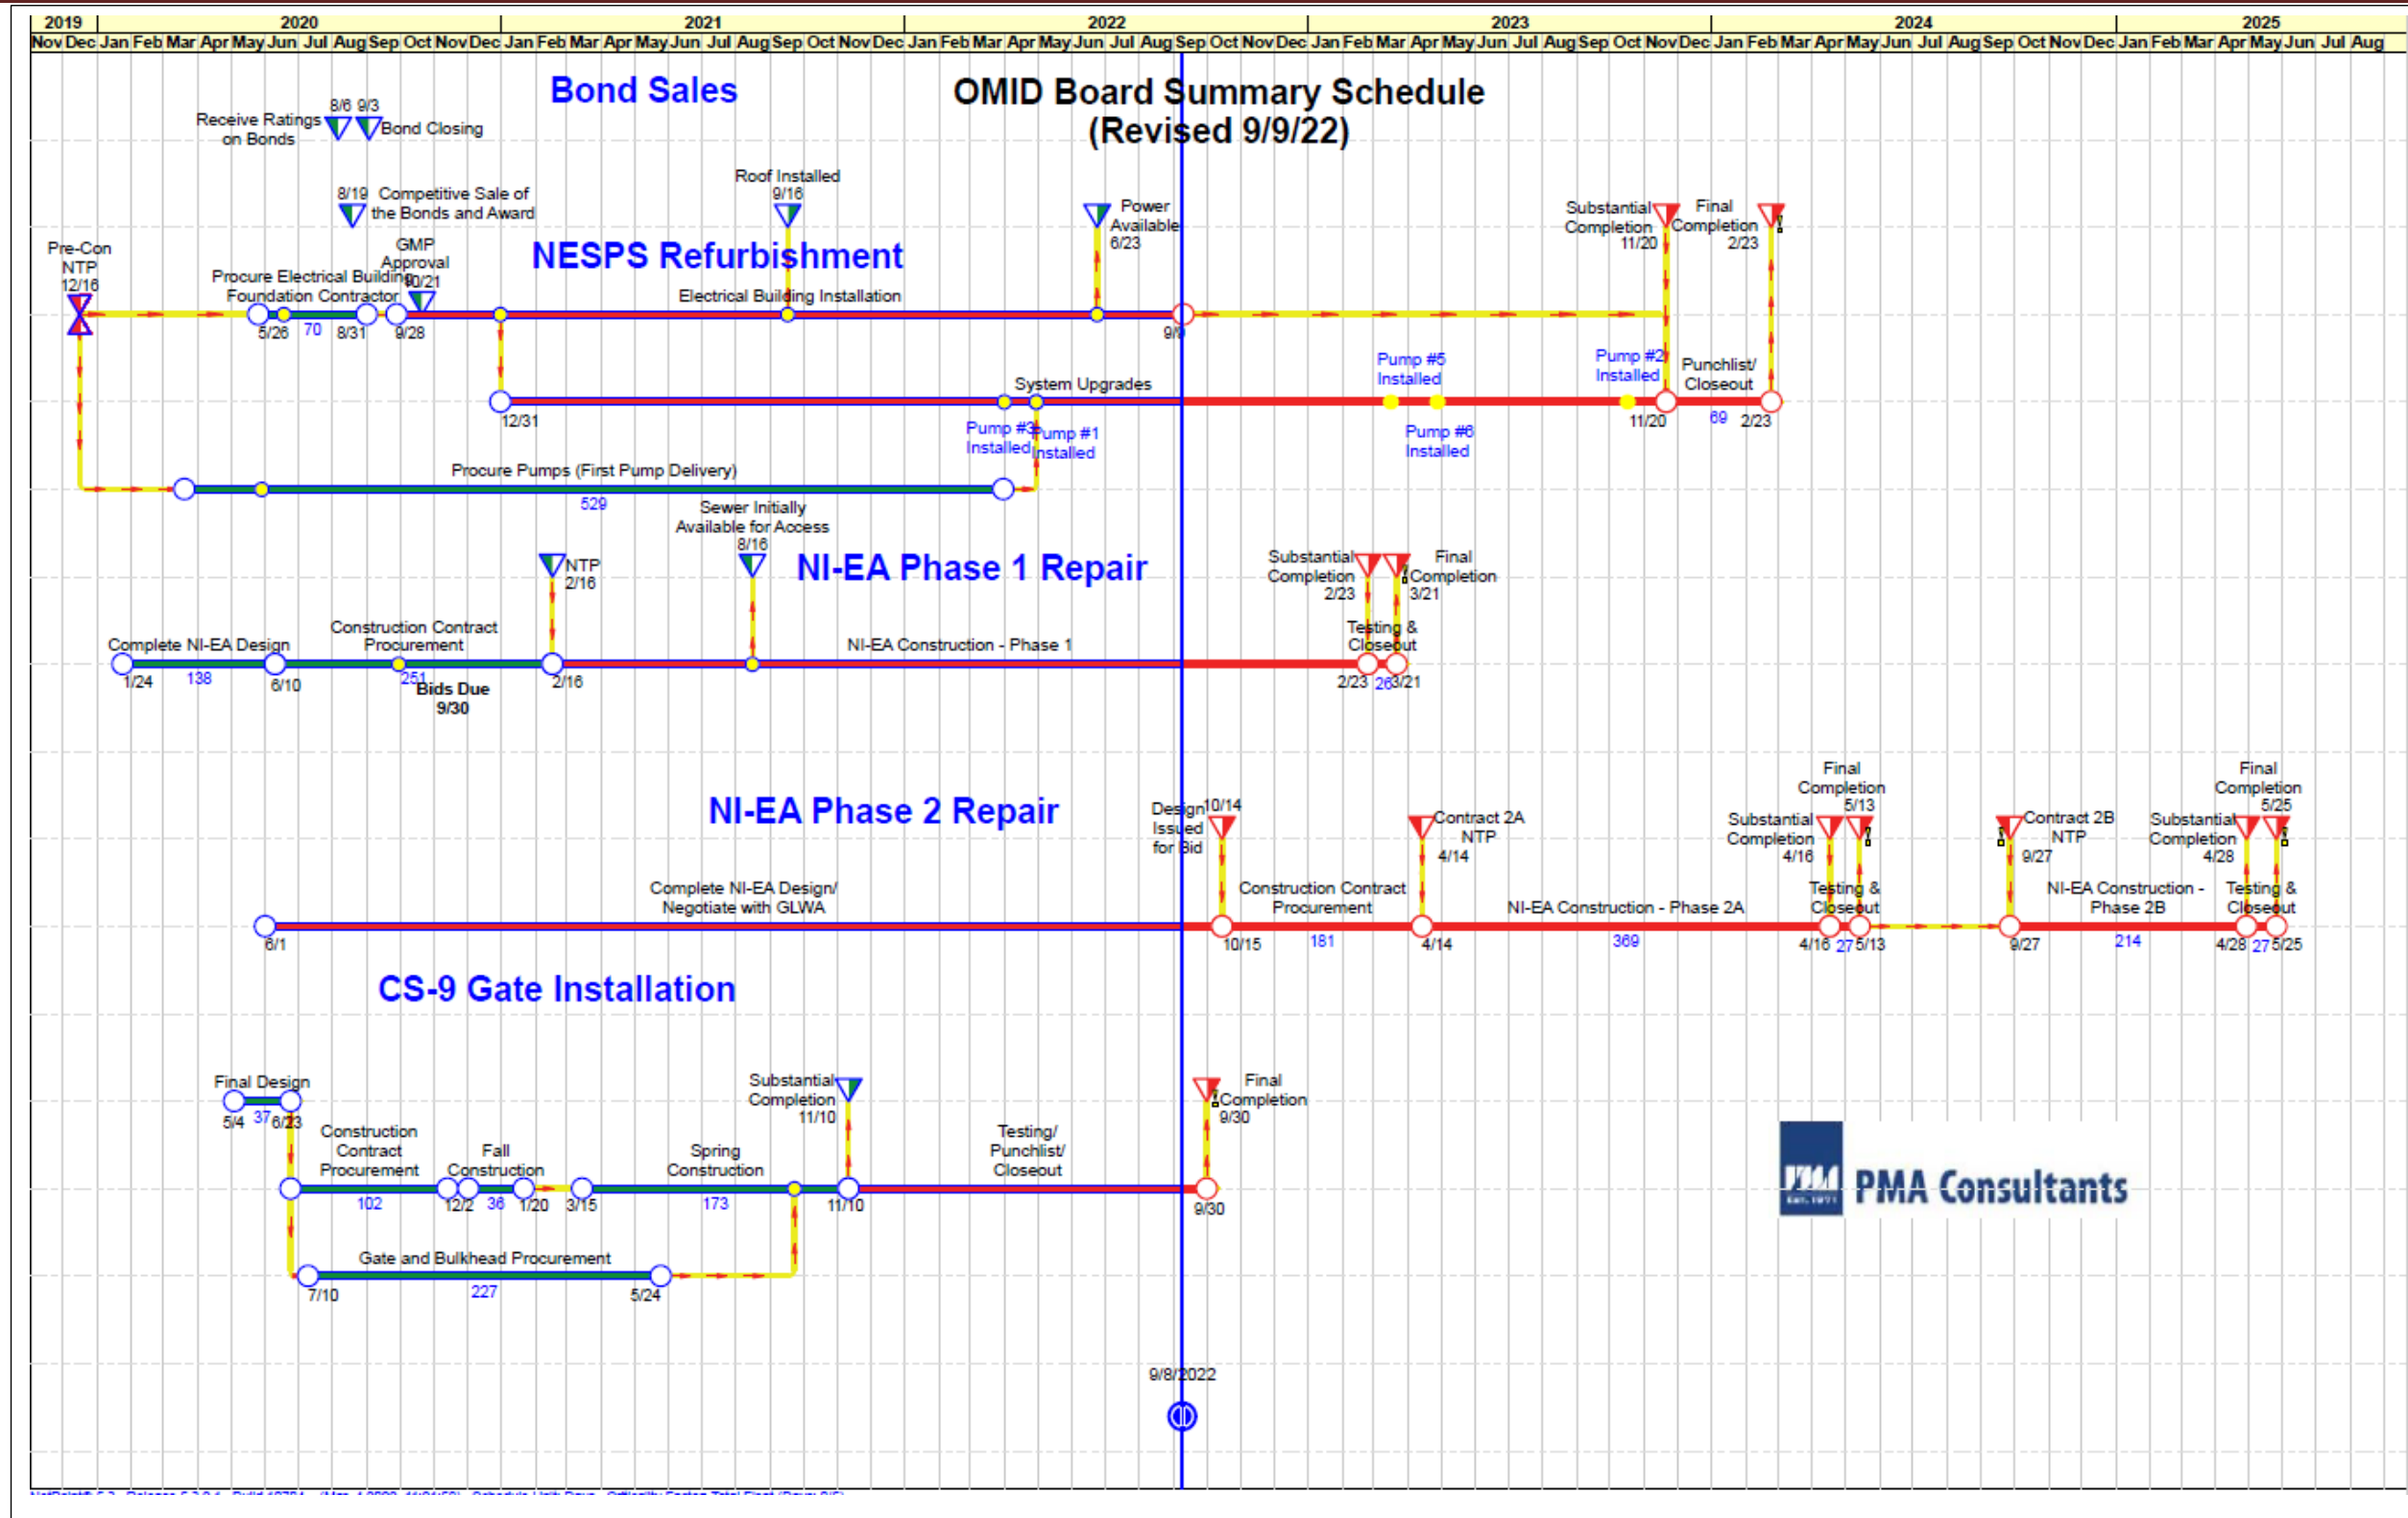 2019 2020 2021 2022 2023 2024 2025
Nov Dec Jan Feb Mar Apr May Jun Jul Aug Sep Oct Nov Dec Jan Feb Mar Apr May Jun Jul Aug Sep Oct Nov Dec Jan Feb Mar Apr May Jun Jul Aug Sep Oct Nov Dec Jan Feb Mar Apr May Jun Jul Aug Sep Oct Nov Dec Jan Feb Mar Apr May Jun Jul Aug Sep Oct Nov Dec Jan Feb Mar Apr May Jun Jul Aug
OMID Board Summary Schedule
(Revised 9/9/22)
Bond Sales
8/6 9/3
Receive Ratings
on Bonds
Bond Closing
8/19 Competitive Sale of
the Bonds and Award
NESPS Refurbishment
Pre-Con
NTP
12/16
Procure Electrical Building
Foundation Contractor
GMP
Approval
10/21
Roof Installed
9/16
Power
Available
6/23
Substantial
Completion
11/20
Final
Completion
2/23
Electrical Building Installation
5/26
70
8/31
9/28
9/9
System Upgrades
Pump #5
Installed
Pump #2
Installed
Punchlist/
Closeout
12/31
Pump #3
Installed
Pump #1
Installed
Pump #6
Installed
11/20
69
2/23
Procure Pumps (First Pump Delivery)
529
NI-EA Phase 1 Repair
NTP
2/16
Sewer Initially
Available for Access
8/16
Substantial
Completion
2/23
Final
Completion
3/21
Complete NI-EA Design
Construction Contract
Procurement
NI-EA Construction - Phase 1
Testing &
Closeout
1/24
138
6/10
251
Bids Due
9/30
2/16
2/23
26
3/21
NI-EA Phase 2 Repair
Design
Issued
for Bid
10/14
Contract 2A
NTP
4/14
Substantial
Completion
4/16
Final
Completion
5/13
Contract 2B
NTP
9/27
Substantial
Completion
4/28
Final
Completion
5/25
Complete NI-EA Design/
Negotiate with GLWA
Construction Contract
Procurement
NI-EA Construction - Phase 2A
Testing &
Closeout
NI-EA Construction -
Phase 2B
Testing &
Closeout
6/1
10/15
181
4/14
369
4/16
27
5/13
9/27
214
4/28
27
5/25
CS-9 Gate Installation
Final Design
5/4
37
6/23
Substantial
Completion
11/10
Final
Completion
9/30
Construction
Contract
Procurement
Fall
Construction
Spring
Construction
Testing/
Punchlist/
Closeout
102
12/2
36
1/20
3/15
173
11/10
9/30
Gate and Bulkhead Procurement
7/10
227
5/24
PMA
Est. 1971
PMA Consultants
9/8/2022